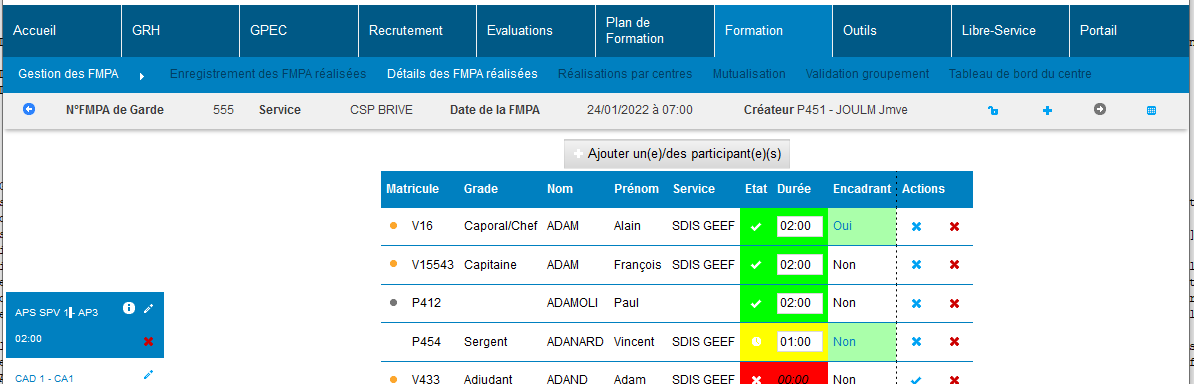 Accueil GRH GPEC Recrutement Evaluations Plan de Formation Formation Outils Libre-Service Portail
Gestion des FMPA Enregistrement des FMPA réalisées Détails des FMPA réalisées Réalisations par centres Mutualisation Validation groupement Tableau de bord du centre
N°FMPA de Garde 555 Service CSP BRIVE Date de la FMPA 24/01/2022 à 07:00 Créateur P451 - JOULM Jmve
Ajouter un(e)/des participant(e)(s)
Matricule Grade Nom Prénom Service Etat Durée Encadrant Actions
V16 Caporal/Chef ADAM Alain SDIS GEEF 02:00 Oui
V15543 Capitaine ADAM François SDIS GEEF 02:00 Non
P412 ADAMOLI Paul 02:00 Non
P454 Sergent ADANARD Vincent SDIS GEEF 01:00 Non
V433 Adjudant ADAND Adam SDIS GEEF 00:00 Non
APS SPV 1 - AP3
02:00
CAD 1 - CA1